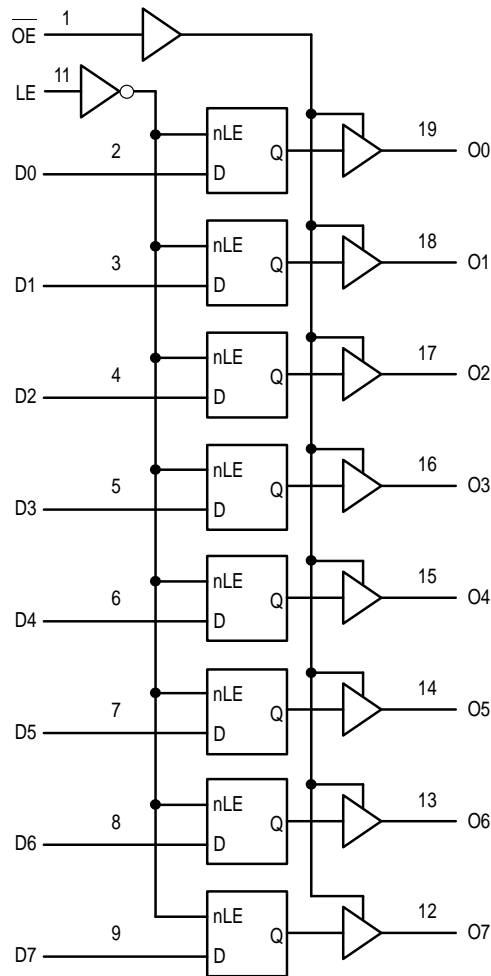 O̅E̅ 1
LE 11
nLE Q 19 O0
D0 2 D
nLE Q 18 O1
D1 3 D
nLE Q 17 O2
D2 4 D
nLE Q 16 O3
D3 5 D
nLE Q 15 O4
D4 6 D
nLE Q 14 O5
D5 7 D
nLE Q 13 O6
D6 8 D
nLE Q 12 O7
D7 9 D